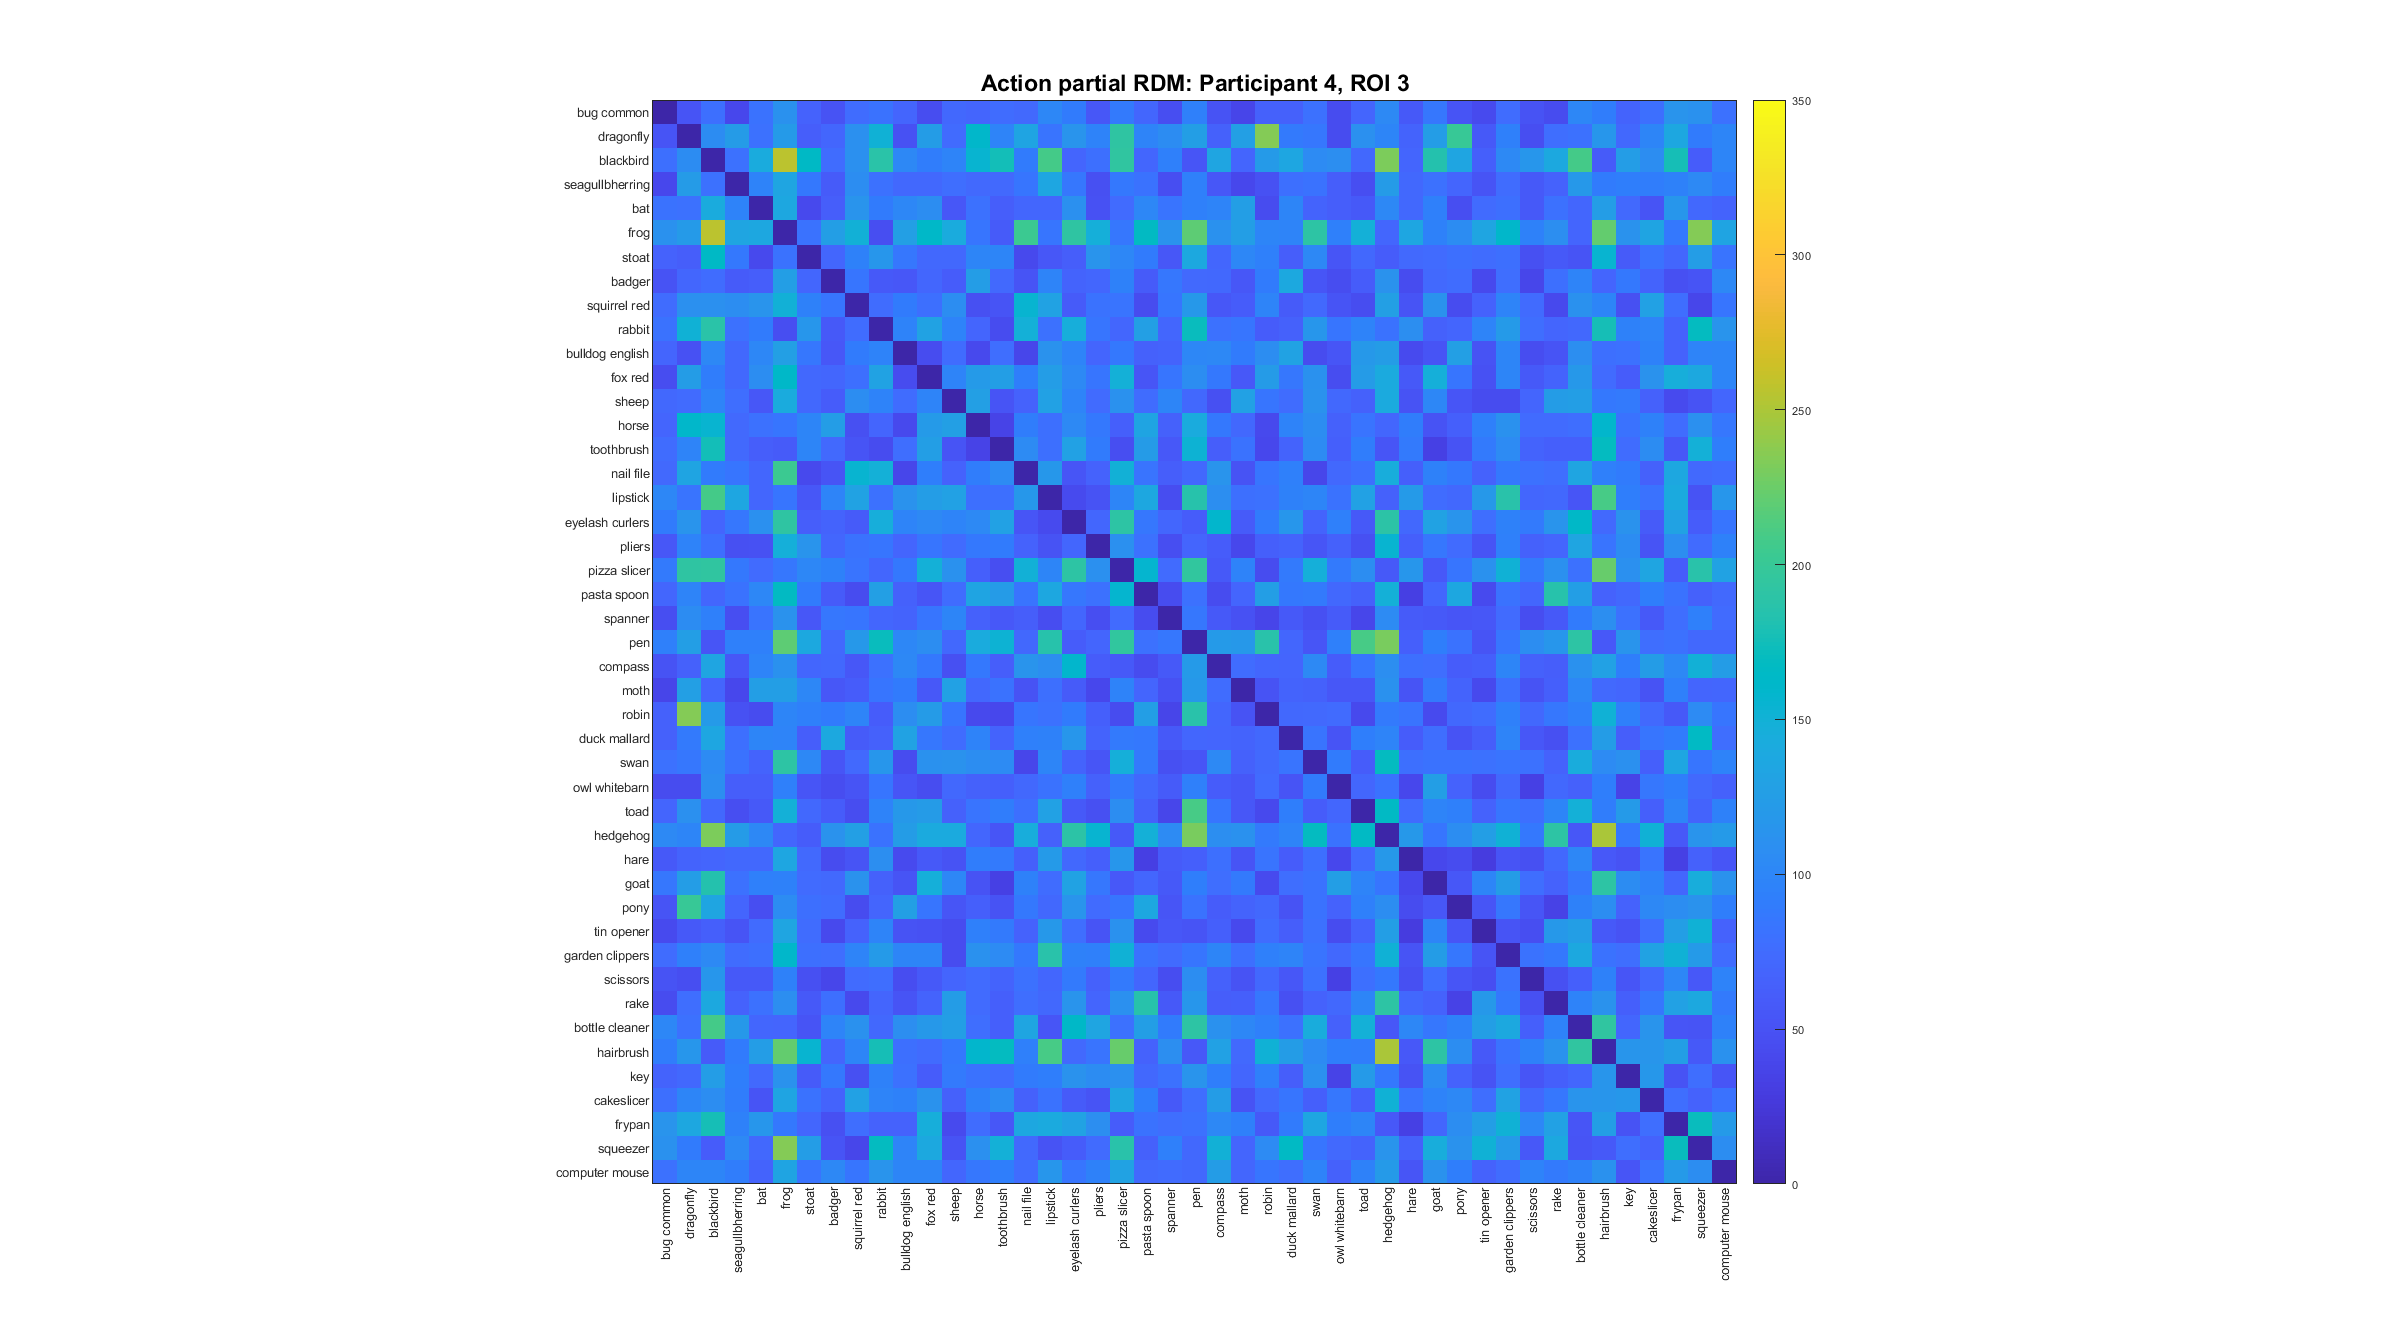 Action partial RDM: Participant 4, ROI 3
bug common
dragonfly
blackbird
seagullbherring
bat
frog
stoat
badger
squirrel red
rabbit
bulldog english
fox red
sheep
horse
toothbrush
nail file
lipstick
eyelash curlers
pliers
pizza slicer
pasta spoon
spanner
pen
compass
moth
robin
duck mallard
swan
owl whitebarn
toad
hedgehog
hare
goat
pony
tin opener
garden clippers
scissors
rake
bottle cleaner
hairbrush
key
cakeslicer
frypan
squeezer
computer mouse
bug common
dragonfly
blackbird
seagullbherring
bat
frog
stoat
badger
squirrel red
rabbit
bulldog english
fox red
sheep
horse
toothbrush
nail file
lipstick
eyelash curlers
pliers
pizza slicer
pasta spoon
spanner
pen
compass
moth
robin
duck mallard
swan
owl whitebarn
toad
hedgehog
hare
goat
pony
tin opener
garden clippers
scissors
rake
bottle cleaner
hairbrush
key
cakeslicer
frypan
squeezer
computer mouse
350
300
250
200
150
100
50
0